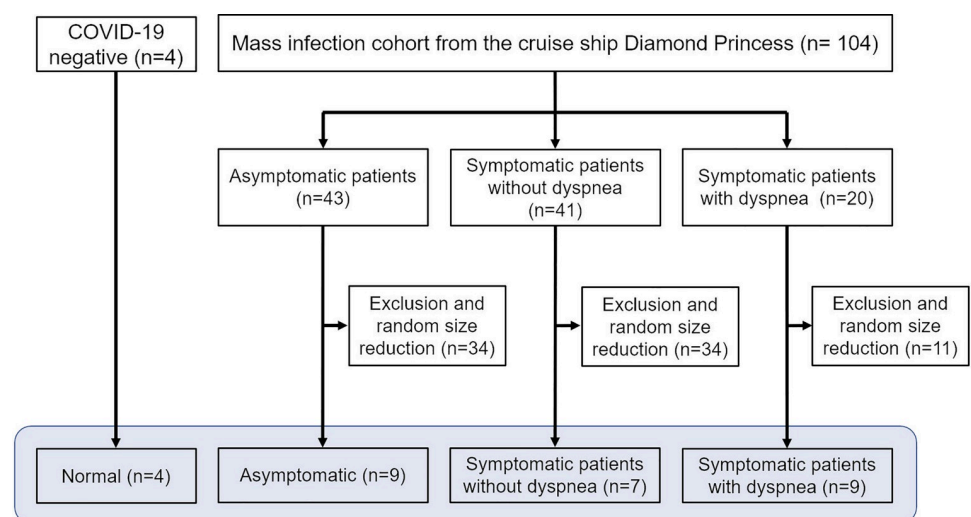 COVID-19
negative (n=4)
Mass infection cohort from the cruise ship Diamond Princess (n= 104)
Asymptomatic patients
(n=43)
Symptomatic patients
without dyspnea
(n=41)
Symptomatic patients
with dyspnea (n=20)
Exclusion and
random size
reduction (n=34)
Exclusion and
random size
reduction (n=34)
Exclusion and
random size
reduction (n=11)
Normal (n=4)
Asymptomatic (n=9)
Symptomatic patients
without dyspnea (n=7)
Symptomatic patients
with dyspnea (n=9)